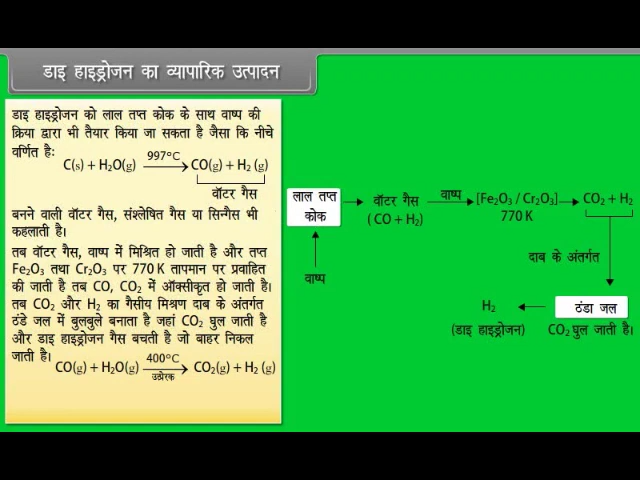 डाइ हाइड्रोजन का व्यापारिक उत्पादन
डाइ हाइड्रोजन को लाल तप्त कोक के साथ वाष्प की
क्रिया द्वारा भी तैयार किया जा सकता है जैसा कि नीचे
वर्णित है:
C(s) + H2O(g) 997°C → CO(g) + H2 (g)
वॉटर गैस
बनने वाली वॉटर गैस, संश्लेषित गैस या सिन्गैस भी
कहलाती है।
तब वॉटर गैस, वाष्प में मिश्रित हो जाती है और तप्त
Fe2O3 तथा Cr2O3 पर 770 K तापमान पर प्रवाहित
की जाती है तब CO, CO2 में ऑक्सीकृत हो जाती है।
तब CO2 और H2 का गैसीय मिश्रण दाब के अंतर्गत
ठंडे जल में बुलबुले बनाता है जहां CO2 घुल जाती है
और डाइ हाइड्रोजन गैस बचती है जो बाहर निकल
जाती है।
CO(g) + H2O(g) 400°C → CO2(g) + H2 (g)
उत्प्रेरक
लाल तप्त
कोक
वाष्प
वॉटर गैस
(CO + H2)
वाष्प
[Fe2O3 / Cr2O3]
770 K
CO2 + H2
दाब के अंतर्गत
ठंडा जल
CO2 घुल जाती है।
H2
(डाइ हाइड्रोजन)